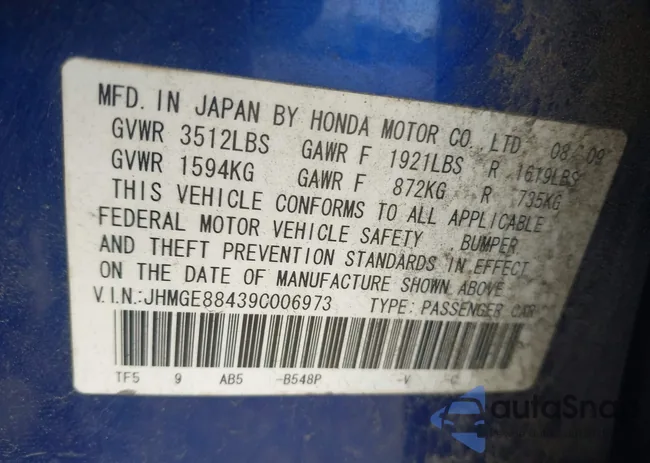 MFD. IN JAPAN BY HONDA MOTOR CO.,LTD. 08/09
GVWR 3512LBS GAWR F 1921LBS R 1619LBS
GVWR 1594KG GAWR F 872KG R 735KG
THIS VEHICLE CONFORMS TO ALL APPLICABLE
FEDERAL MOTOR VEHICLE SAFETY BUMPER
AND THEFT PREVENTION STANDARDS IN EFFECT
ON THE DATE OF MANUFACTURE SHOWN ABOVE
V.I.N.:JHMGE88439C006973 TYPE: PASSENGER CAR
TF5 9 AB5 -B548P -V C
autaSna